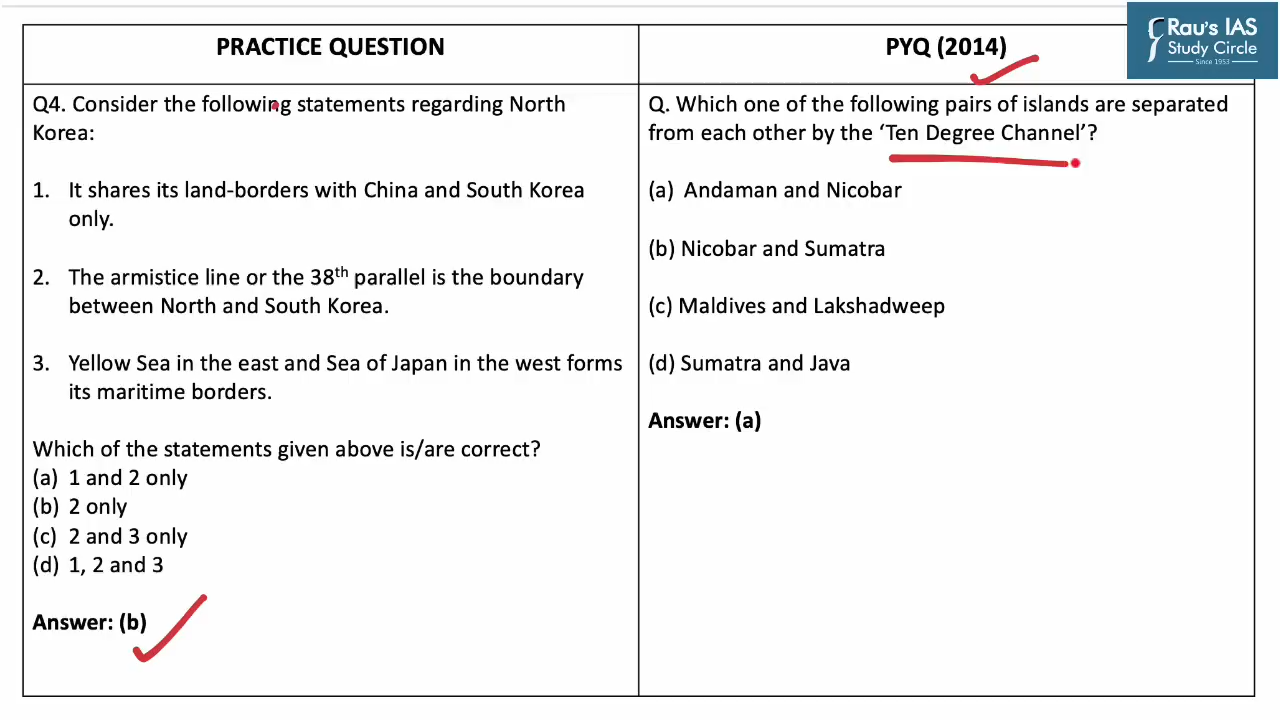 Rau's IAS
Study Circle
Since 1953
PRACTICE QUESTION
Q4. Consider the following statements regarding North
Korea:
1. It shares its land-borders with China and South Korea
only.
2. The armistice line or the 38th parallel is the boundary
between North and South Korea.
3. Yellow Sea in the east and Sea of Japan in the west forms
its maritime borders.
Which of the statements given above is/are correct?
(a) 1 and 2 only
(b) 2 only
(c) 2 and 3 only
(d) 1, 2 and 3
Answer: (b)
PYQ (2014)
Q. Which one of the following pairs of islands are separated
from each other by the ‘Ten Degree Channel’?
(a) Andaman and Nicobar
(b) Nicobar and Sumatra
(c) Maldives and Lakshadweep
(d) Sumatra and Java
Answer: (a)